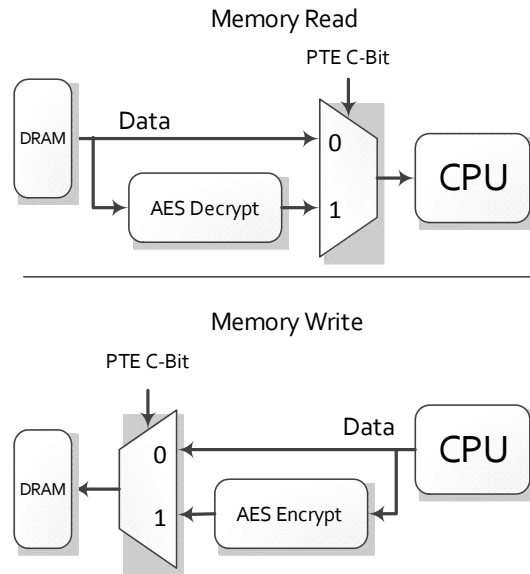 Memory Read
PTE C-Bit
DRAM
Data
0
CPU
AES Decrypt
1
Memory Write
PTE C-Bit
DRAM
0
Data
CPU
1
AES Encrypt